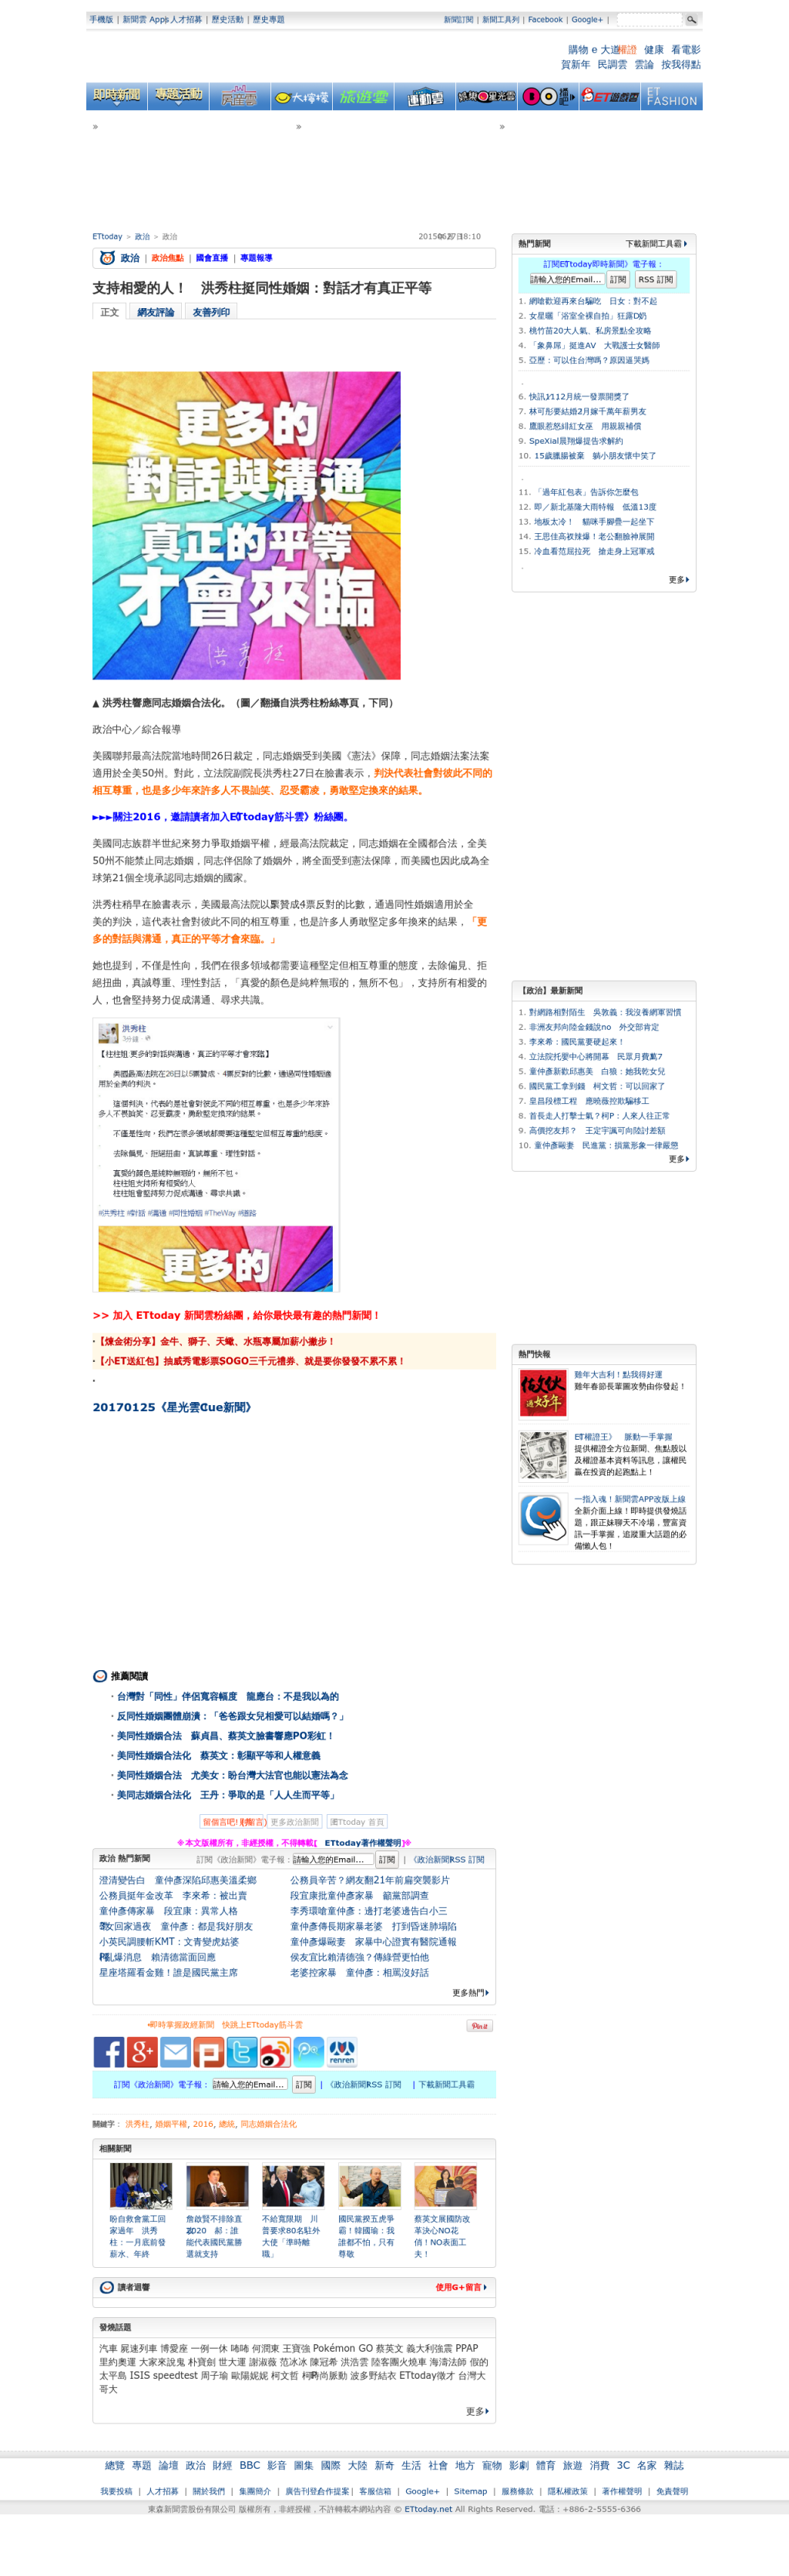 手機版 | 新聞雲 App | 人才招募 | 歷史活動 | 歷史專題
新聞訂閱 | 新聞工具列 | Facebook | Google+ |
購物 e 大道 權證 健康 看電影
賀新年 民調雲 雲論 按我得點
即時新聞 專題活動 房產雲 大檸檬 旅遊雲 運動雲 播吧 ET遊戲雲 ET FASHION
» » »
ETtoday > 政治 > 政治
政治 | 政治焦點 | 國會直播 | 專題報導
支持相愛的人！ 洪秀柱挺同性婚姻：對話才有真正平等
正文 網友評論 友善列印
更多的
對話與溝通
真正的平等
才會來臨
洪秀柱
▲ 洪秀柱響應同志婚姻合法化。（圖／翻攝自洪秀柱粉絲專頁，下同）
政治中心／綜合報導
美國聯邦最高法院當地時間26日裁定，同志婚姻受到美國《憲法》保障，同志婚姻法案法案
適用於全美50州。對此，立法院副院長洪秀柱27日在臉書表示，判決代表社會對彼此不同的
相互尊重，也是多少年來許多人不畏訕笑、忍受霸凌，勇敢堅定換來的結果。
►►►關注2016，邀請讀者加入《ETtoday筋斗雲》粉絲團。
美國同志族群半世紀來努力爭取婚姻平權，經最高法院裁定，同志婚姻在全國都合法，全美
50州不能禁止同志婚姻，同志伴侶除了婚姻外，將全面受到憲法保障，而美國也因此成為全
球第21個全境承認同志婚姻的國家。
洪秀柱稍早在臉書表示，美國最高法院以5票贊成、4票反對的比數，通過同性婚姻適用於全
美的判決，這代表社會對彼此不同的相互尊重，也是許多人勇敢堅定多年換來的結果，「更
多的對話與溝通，真正的平等才會來臨。」
她也提到，不僅是性向，我們在很多領域都需要這種堅定但相互尊重的態度，去除偏見、拒
絕扭曲，真誠尊重、理性對話，「真愛的顏色是純粹無瑕的，無所不包」，支持所有相愛的
人，也會堅持努力促成溝通、尋求共識。
洪秀柱
3分鐘
【柱柱姐 更多的對話與溝通，真正的平等才會來臨】
美國最高法院在26日以5票贊成、4票反對的比數，通過同性婚姻適
用於全美的判決。
這個判決，代表的是社會對彼此不同的相互尊重，也是多少年來許
多人不畏訕笑、忍受霸凌，勇敢堅定換來的結果。
不僅是性向，我們在很多領域都需要這種堅定但相互尊重的態度。
去除偏見、拒絕扭曲，真誠尊重、理性對話。
真愛的顏色是純粹無瑕的，無所不包。
柱柱姐支持所有相愛的人
柱柱姐會堅持努力促成溝通、尋求共識。
#洪秀柱 #對話 #溝通 #同性婚姻 #TheWay #通路
更多的
>> 加入 ETtoday 新聞雲粉絲團，給你最快最有趣的熱門新聞！
·【煉金術分享】金牛、獅子、天蠍、水瓶專屬加薪小撇步！
·【小ET送紅包】抽威秀電影票SOGO三千元禮券、就是要你發發不累不累！
·
20170125《星光雲Cue新聞》
推薦閱讀
· 台灣對「同性」伴侶寬容幅度 龍應台：不是我以為的
· 反同性婚姻團體崩潰：「爸爸跟女兒相愛可以結婚嗎？」
· 美同性婚姻合法 蘇貞昌、蔡英文臉書響應PO彩虹！
· 美同性婚姻合法化 蔡英文：彰顯平等和人權意義
· 美同性婚姻合法 尤美女：盼台灣大法官也能以憲法為念
· 美同志婚姻合法化 王丹：爭取的是「人人生而平等」
更多政治新聞
※本文版權所有，非經授權，不得轉載。[ ETtoday著作權聲明 ]※
政治 熱門新聞 訂閱《政治新聞》電子報： 請輸入您的Email... 訂閱 | 《政治新聞》RSS 訂閱
澄清變告白 童仲彥深陷邱惠美溫柔鄉
公務員挺年金改革 李來希：被出賣
童仲彥傳家暴 段宜康：異常人格
小英民調腰斬KMT：文青變虎姑婆
星座塔羅看金雞！誰是國民黨主席
公務員辛苦？網友翻21年前扁突襲影片
段宜康批童仲彥家暴 籲黨部調查
李秀環嗆童仲彥：邊打老婆邊告白小三
童仲彥傳長期家暴老婆 打到昏迷肺塌陷
童仲彥爆毆妻 家暴中心證實有醫院通報
侯友宜比賴清德強？傳綠營更怕他
老婆控家暴 童仲彥：相罵沒好話
更多熱門
•即時掌握政經新聞 快跳上ETtoday筋斗雲
Pinit
renren
訂閱《政治新聞》電子報： 請輸入您的Email... 訂閱 | 《政治新聞》RSS 訂閱 | 下載新聞工具霸
關鍵字： 洪秀柱, 婚姻平權, 2016, 總統, 同志婚姻合法化
相關新聞
盼自救會黨工回
家過年 洪秀
柱：一月底前發
薪水、年終
詹啟賢不排除直
2020 郝：誰
能代表國民黨勝
選就支持
不給寬限期 川
普要求80名駐外
大使「準時離
職」
國民黨揆五虎爭
霸！韓國瑜：我
誰都不怕，只有
尊敬
蔡英文展國防改
革決心NO花
俏！NO表面工
夫！
讀者迴響 使用G+留言
發燒話題
汽車 屍速列車 博愛座 一例一休 咘咘 何潤東 王寶強 Pokémon GO 蔡英文 義大利強震 PPAP
里約奧運 大家來說鬼 朴寶劍 世大運 謝淑薇 范冰冰 陳冠希 洪浩雲 陸客團火燒車 海濤法師 假的
太平島 ISIS speedtest 周子瑜 歐陽妮妮 柯文哲 柯P時尚脈動 波多野結衣 ETtoday徵才 台灣大
哥大
更多
熱門新聞 下載新聞工具霸
訂閱《ETtoday即時新聞》電子報：
請輸入您的Email... 訂閱 RSS 訂閱
1. 網嗆歡迎再來台騙吃 日女：對不起
2. 女星曬「浴室全裸自拍」狂露D奶
3. 桃竹苗20大人氣、私房景點全攻略
4. 「象鼻屌」挺進AV 大戰護士女醫師
5. 亞歷：可以住台灣嗎？原因逼哭媽
6. 快訊／1112月統一發票開獎了
7. 林可彤要結婚2月嫁千萬年薪男友
8. 鷹眼惹怒緋紅女巫 用親親補償
9. SpeXial晨翔爆提告求解約
10. 15歲臘腸被棄 躺小朋友懷中笑了
11. 「過年紅包表」告訴你怎麼包
12. 即／新北基隆大雨特報 低溫13度
13. 地板太冷！ 貓咪手腳疊一起坐下
14. 王思佳高衩辣爆！老公翻臉神展開
15. 冷血看范屈拉死 搶走身上冠軍戒
更多
【政治】最新新聞
1. 對網路相對陌生 吳敦義：我沒養網軍習慣
2. 非洲友邦向陸金錢說no 外交部肯定
3. 李來希：國民黨要硬起來！
5. 童仲彥新歡邱惠美 白狼：她我乾女兒
6. 國民黨工拿到錢 柯文哲：可以回家了
7. 皇昌段標工程 應曉薇控欺騙移工
8. 首長走人打擊士氣？柯P：人來人往正常
9. 高價挖友邦？ 王定宇諷可向陸討差額
10. 童仲彥毆妻 民進黨：損黨形象一律嚴懲
更多
熱門快報
雞年大吉利！點我得好運
雞年春節長輩圖攻勢由你發起！
《ET權證王》 脈動一手掌握
提供權證全方位新聞、焦點股以
及權證基本資料等訊息，讓權民
贏在投資的起跑點上！
一指入魂！新聞雲APP改版上線
全新介面上線！即時提供發燒話
題，跟正妹聊天不冷場，豐富資
訊一手掌握，追蹤重大話題的必
備懶人包！
總覽 專題 論壇 政治 財經 BBC 影音 圖集 國際 大陸 新奇 生活 社會 地方 寵物 影劇 體育 旅遊 消費 3C 名家 雜誌
我要投稿 | 人才招募 | 關於我們 | 集團簡介 | 廣告刊登/合作提案 | 客服信箱 | Google+ | Sitemap | 服務條款 | 隱私權政策 | 著作權聲明 | 免責聲明
東森新聞雲股份有限公司 版權所有，非經授權，不許轉載本網站內容 © ETtoday.net All Rights Reserved. 電話：+886-2-5555-6366